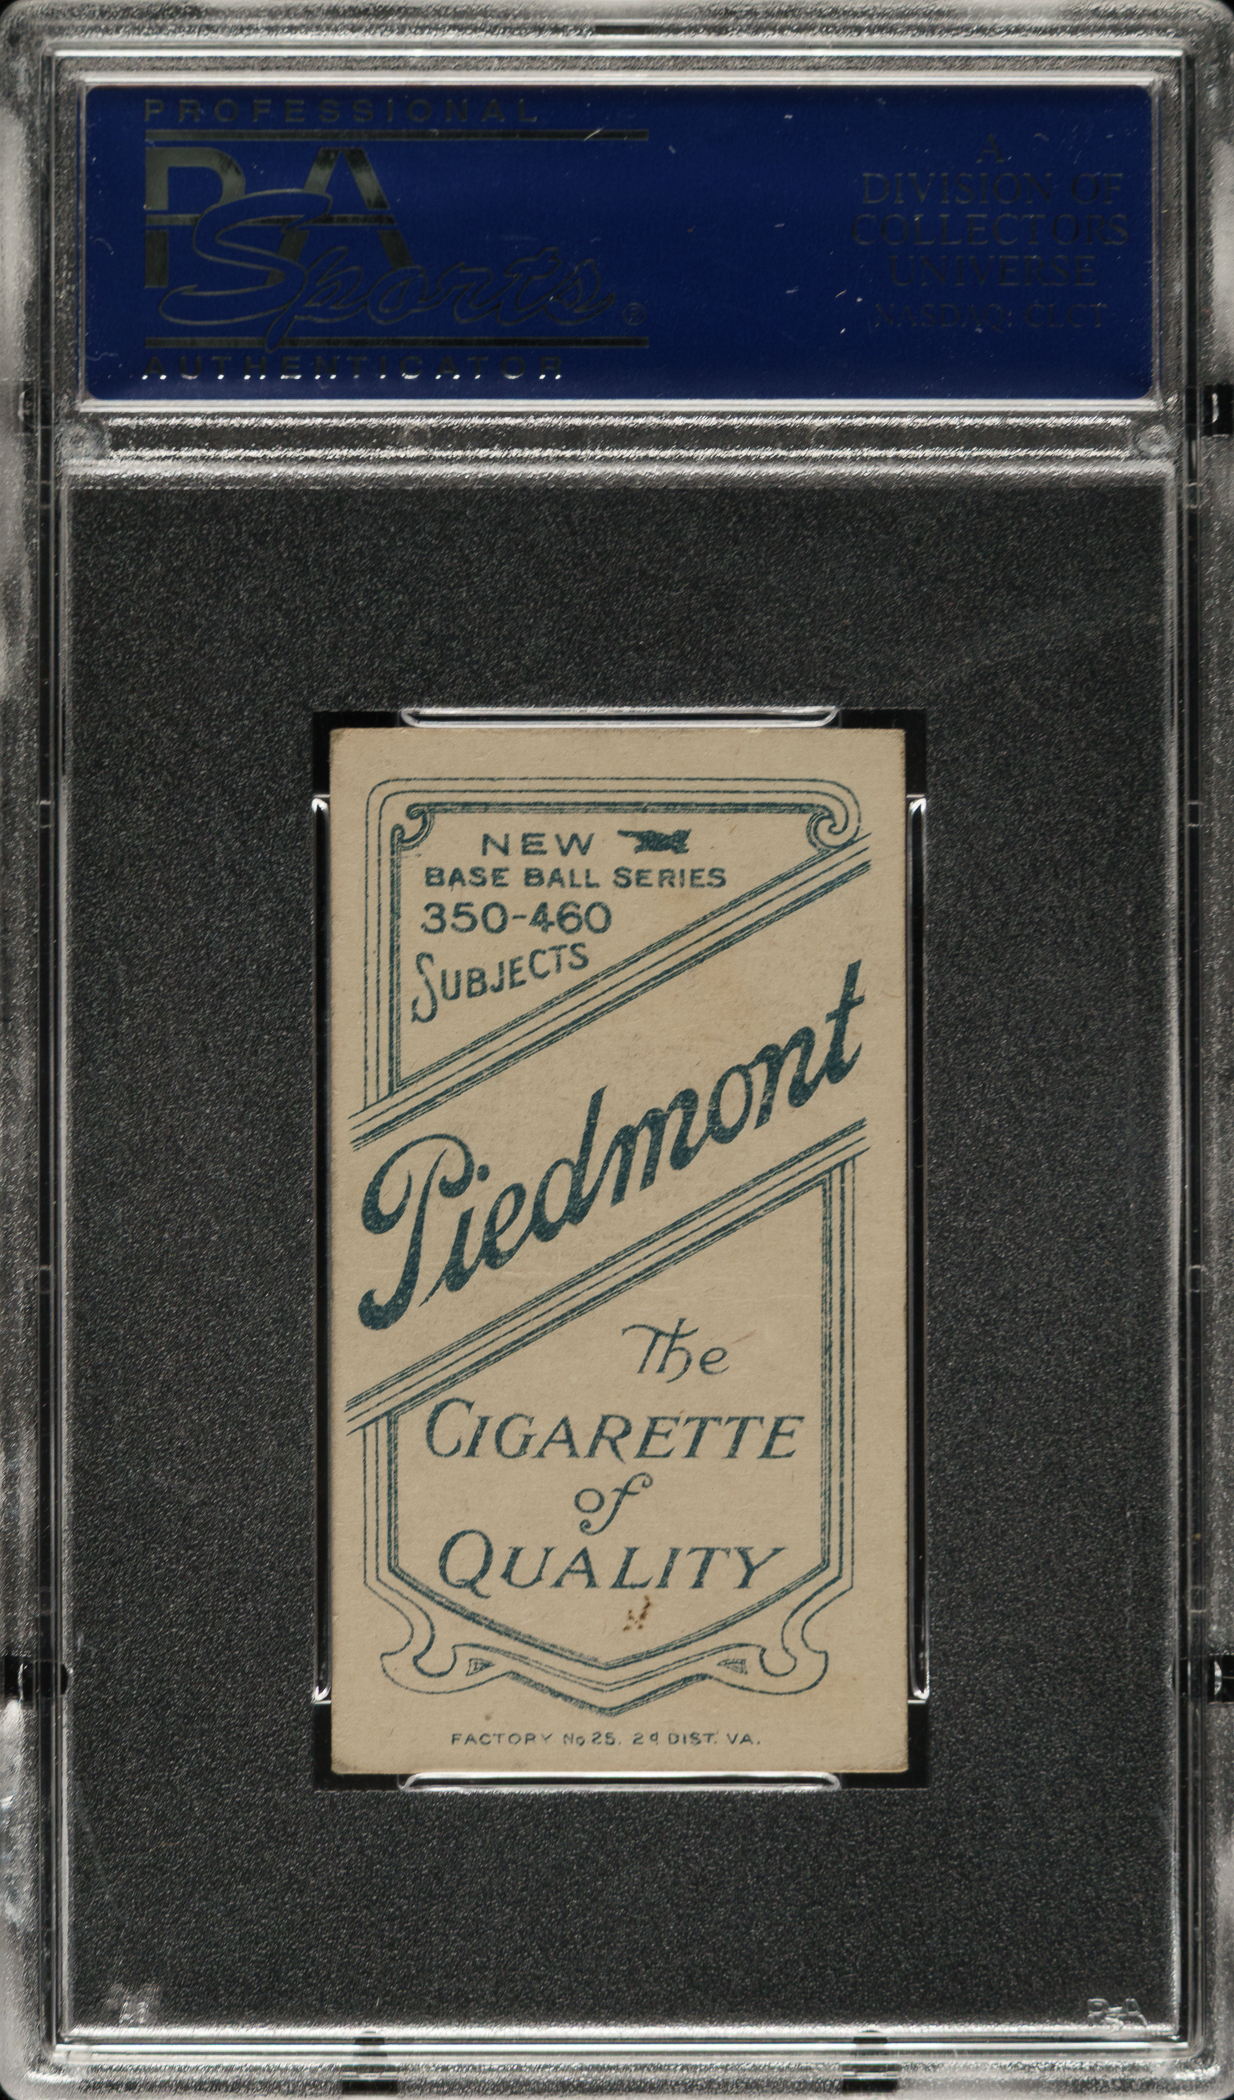 PROFESSIONAL
PSA
Sports®
AUTHENTICATOR
A
DIVISION OF
COLLECTORS
UNIVERSE
NASDAQ: CLCT
NEW
BASE BALL SERIES
350-460
SUBJECTS
Piedmont
The
CIGARETTE
of
QUALITY
FACTORY No 25. 2d DIST. VA.
PSA